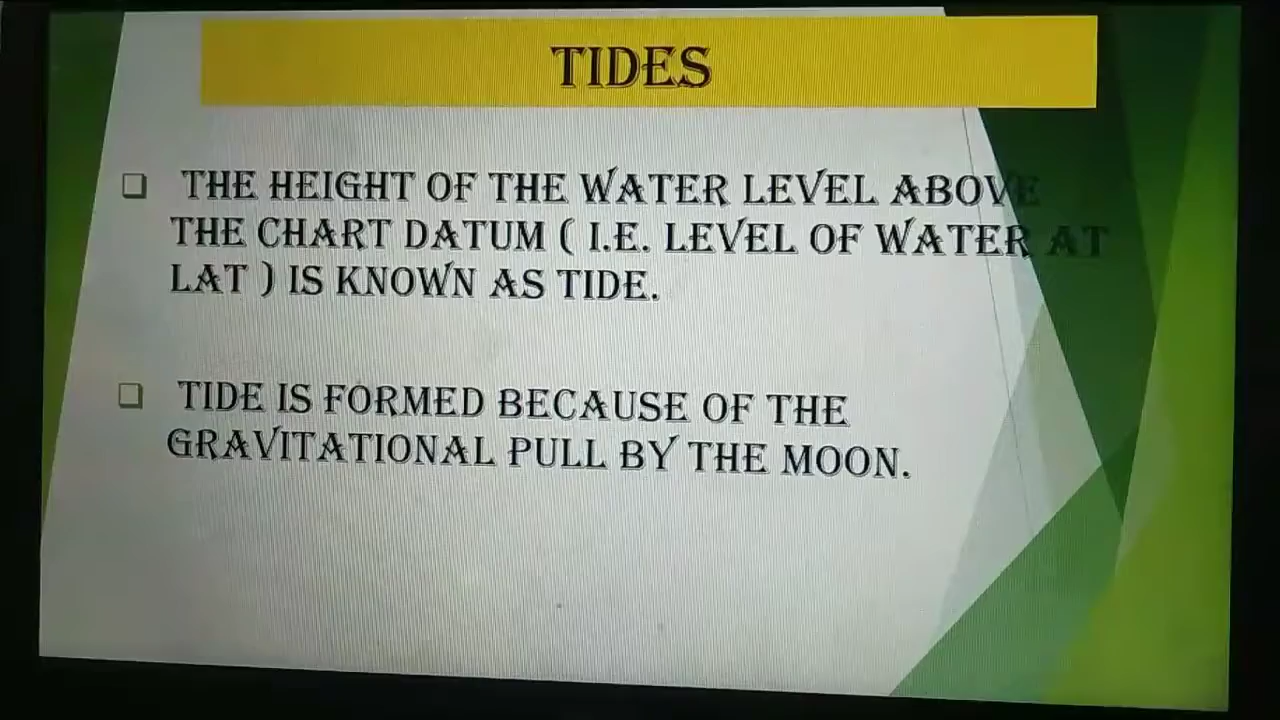 TIDES
THE HEIGHT OF THE WATER LEVEL ABOVE
THE CHART DATUM ( I.E. LEVEL OF WATER AT
LAT ) IS KNOWN AS TIDE.
TIDE IS FORMED BECAUSE OF THE
GRAVITATIONAL PULL BY THE MOON.